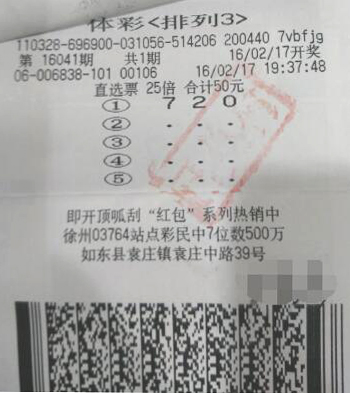 体彩<排列3>
110328-696900-031056-514206 200440 7vbfjg
第 16041期 共1期 16/02/17开奖
06-006838-101 00106 16/02/17 19:37:48
直选票 25倍 合计50元
① 7 2 0
② . . .
③ . . .
④ . . .
⑤ . . .
即开顶呱刮“红包”系列热销中
徐州03764站点彩民中7位数500万
如东县袁庄镇袁庄中路39号